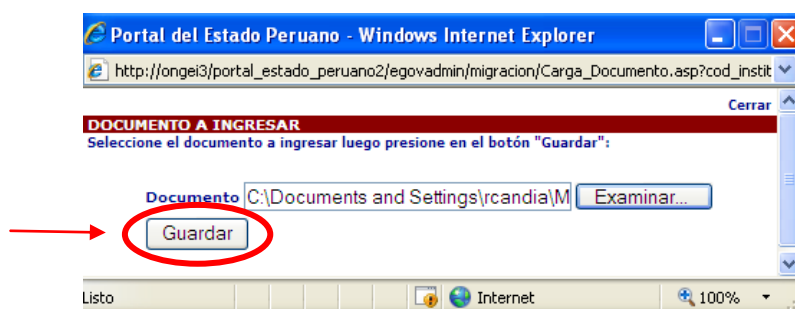 Portal del Estado Peruano - Windows Internet Explorer
http://ongei3/portal_estado_peruano2/egovadmin/migracion/Carga_Documento.asp?cod_instit
Cerrar
DOCUMENTO A INGRESAR
Seleccione el documento a ingresar luego presione en el botón "Guardar":
Documento C:\Documents and Settings\rcandia\M Examinar...
Guardar
Listo Internet 100%